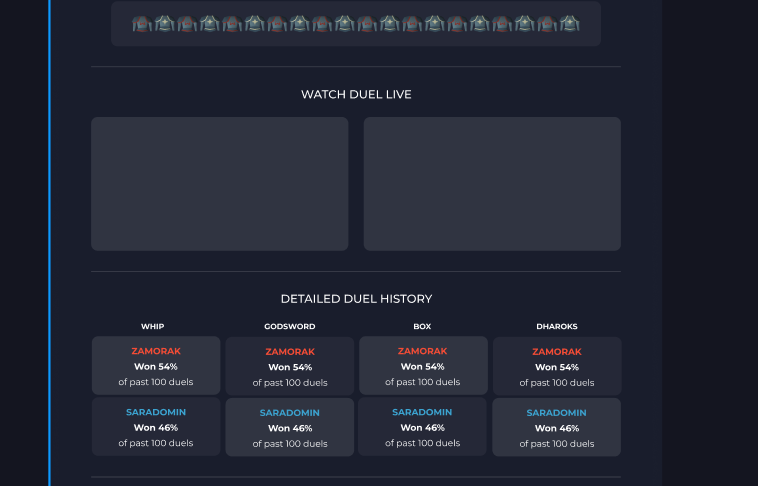 WATCH DUEL LIVE
DETAILED DUEL HISTORY
WHIP GODSWORD BOX DHAROKS
ZAMORAK ZAMORAK ZAMORAK ZAMORAK
Won 54% Won 54% Won 54% Won 54%
of past 100 duels of past 100 duels of past 100 duels of past 100 duels
SARADOMIN SARADOMIN SARADOMIN SARADOMIN
Won 46% Won 46% Won 46% Won 46%
of past 100 duels of past 100 duels of past 100 duels of past 100 duels